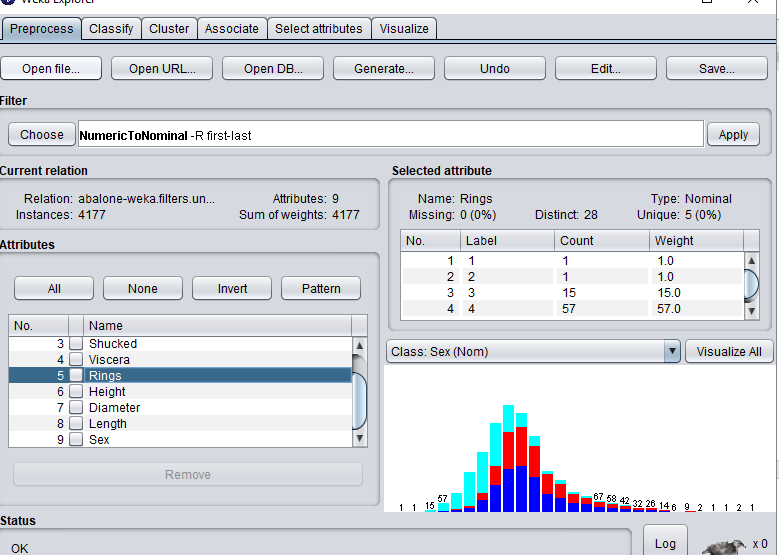 Weka Explorer
Preprocess Classify Cluster Associate Select attributes Visualize
Open file... Open URL... Open DB... Generate... Undo Edit... Save...
Filter
Choose NumericToNominal -R first-last Apply
Current relation
Relation: abalone-weka.filters.un... Attributes: 9
Instances: 4177 Sum of weights: 4177
Selected attribute
Name: Rings Type: Nominal
Missing: 0 (0%) Distinct: 28 Unique: 5 (0%)
No. Label Count Weight
1 1 1 1.0
2 2 1 1.0
3 3 15 15.0
4 4 57 57.0
Attributes
All None Invert Pattern
No. Name
3 Shucked
4 Viscera
5 Rings
6 Height
7 Diameter
8 Length
9 Sex
Remove
Class: Sex (Nom) Visualize All
1 1 15 57 67 58 42 32 26 14 6 9 2 1 1 2 1
Status
OK
Log x 0